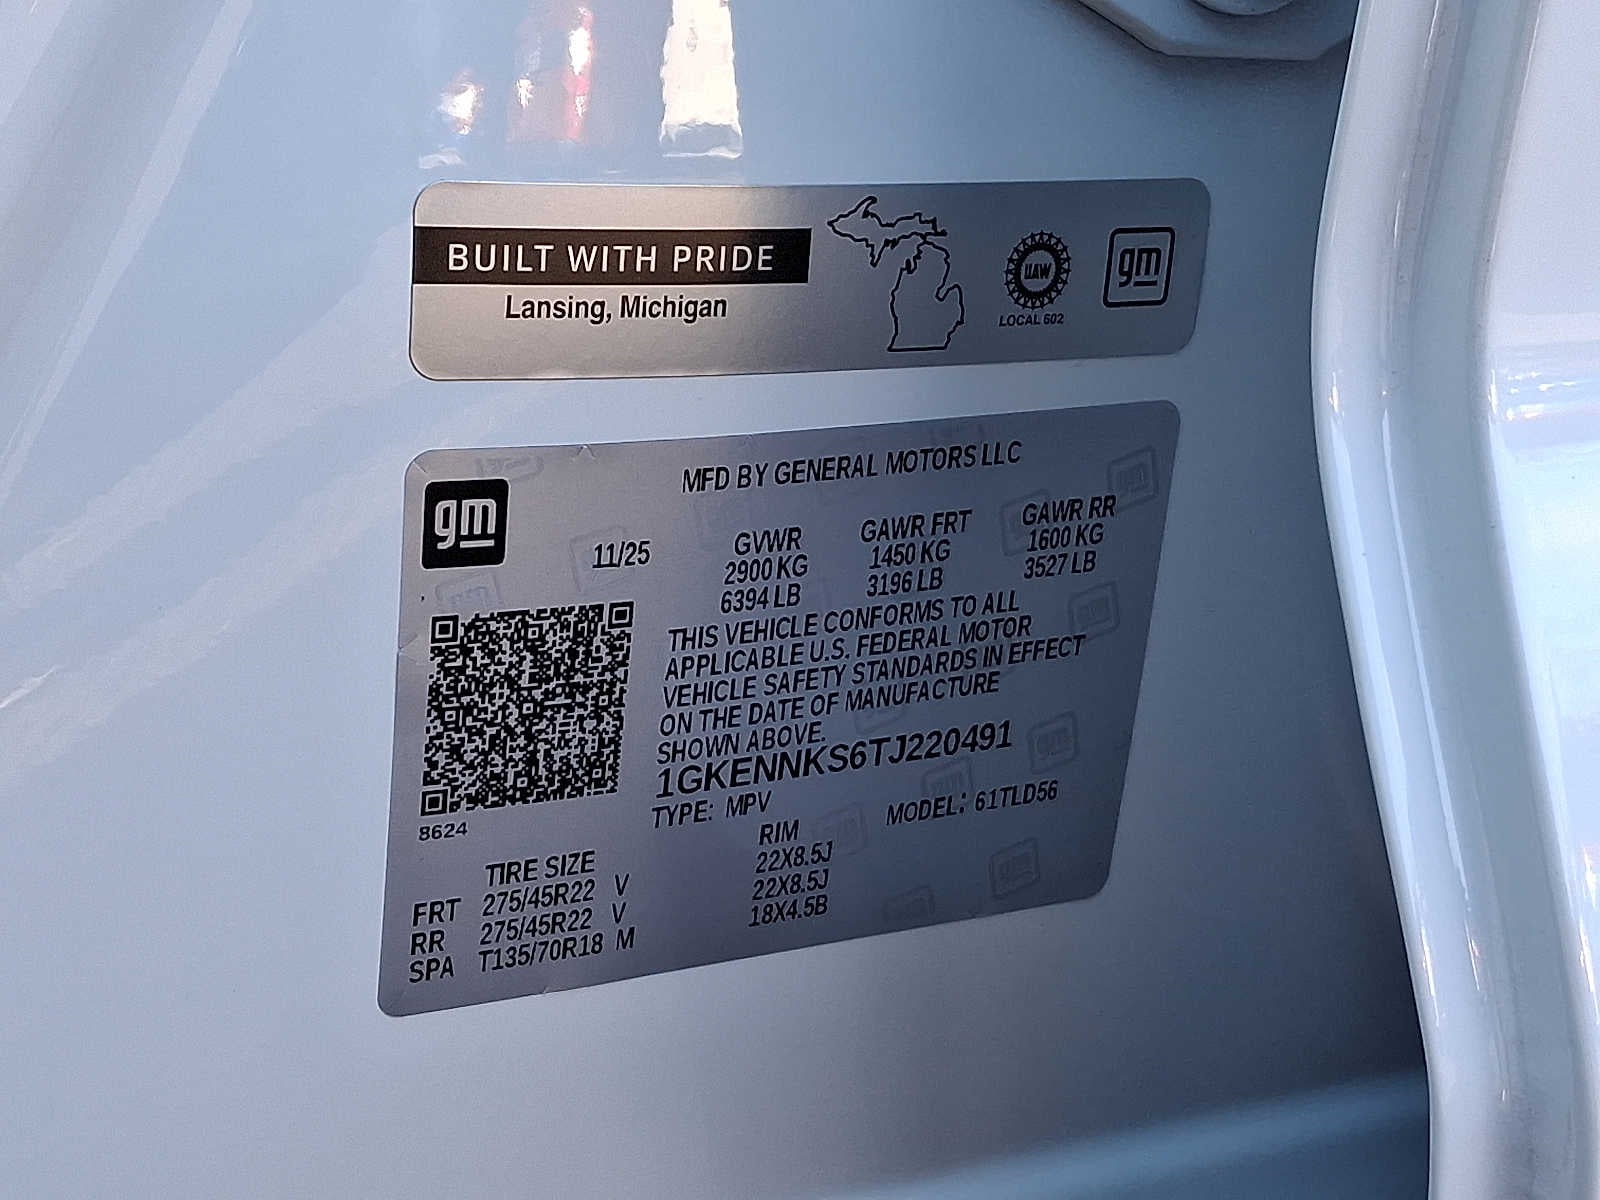 BUILT WITH PRIDE
Lansing, Michigan
UAW
LOCAL 602
gm
MFD BY GENERAL MOTORS LLC
gm
11/25
GVWR GAWR FRT GAWR RR
2900 KG 1450 KG 1600 KG
6394 LB 3196 LB 3527 LB
THIS VEHICLE CONFORMS TO ALL
APPLICABLE U.S. FEDERAL MOTOR
VEHICLE SAFETY STANDARDS IN EFFECT
ON THE DATE OF MANUFACTURE
SHOWN ABOVE.
1GKENNKS6TJ220491
TYPE: MPV MODEL: 61TLD56
8624
TIRE SIZE RIM
FRT 275/45R22 V 22X8.5J
RR 275/45R22 V 22X8.5J
SPA T135/70R18 M 18X4.5B